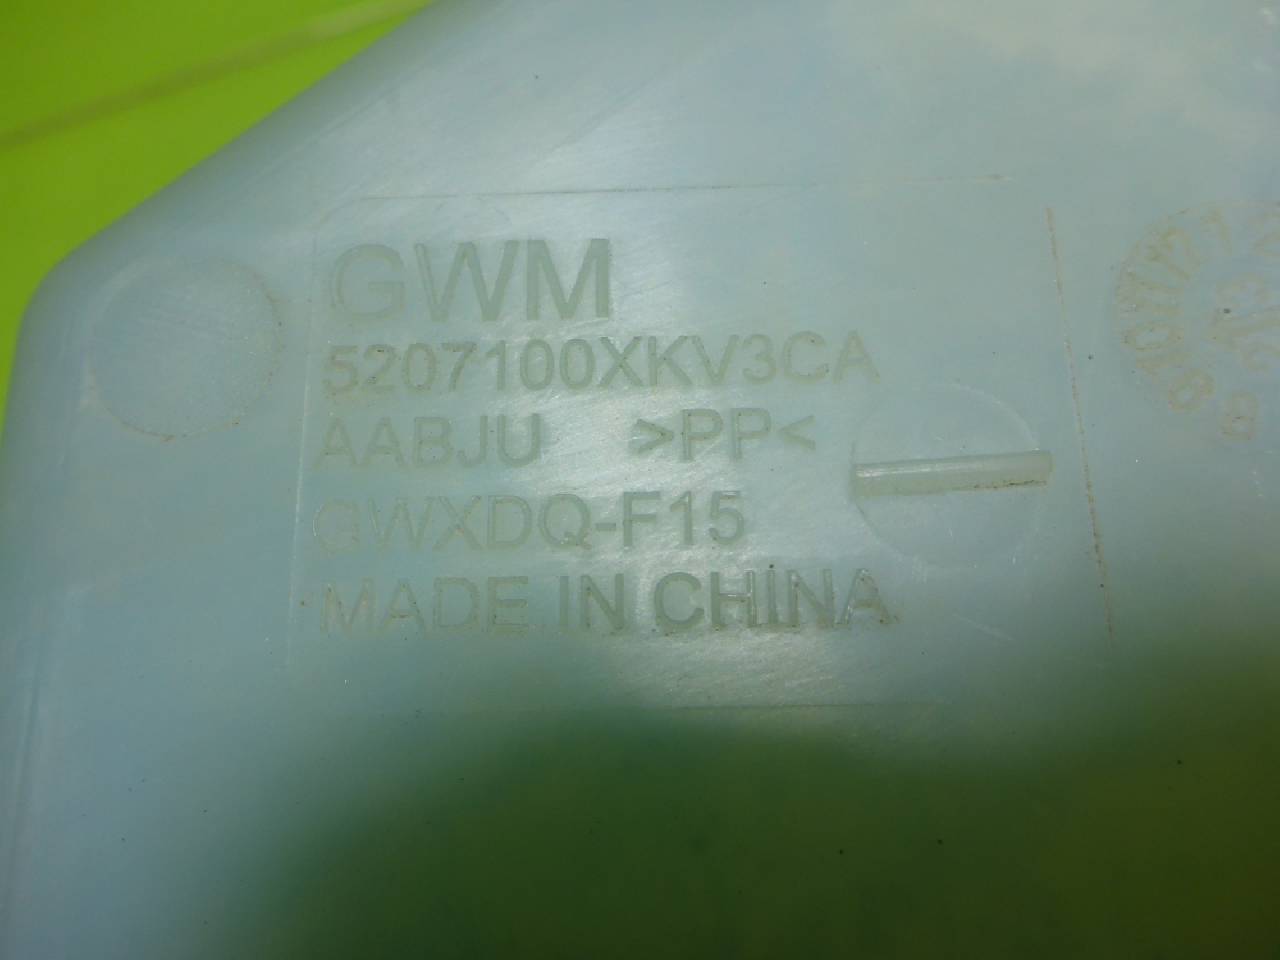 GWM
5207100XKV3CA
AABJU >PP<
GWXDQ-F15
MADE IN CHINA